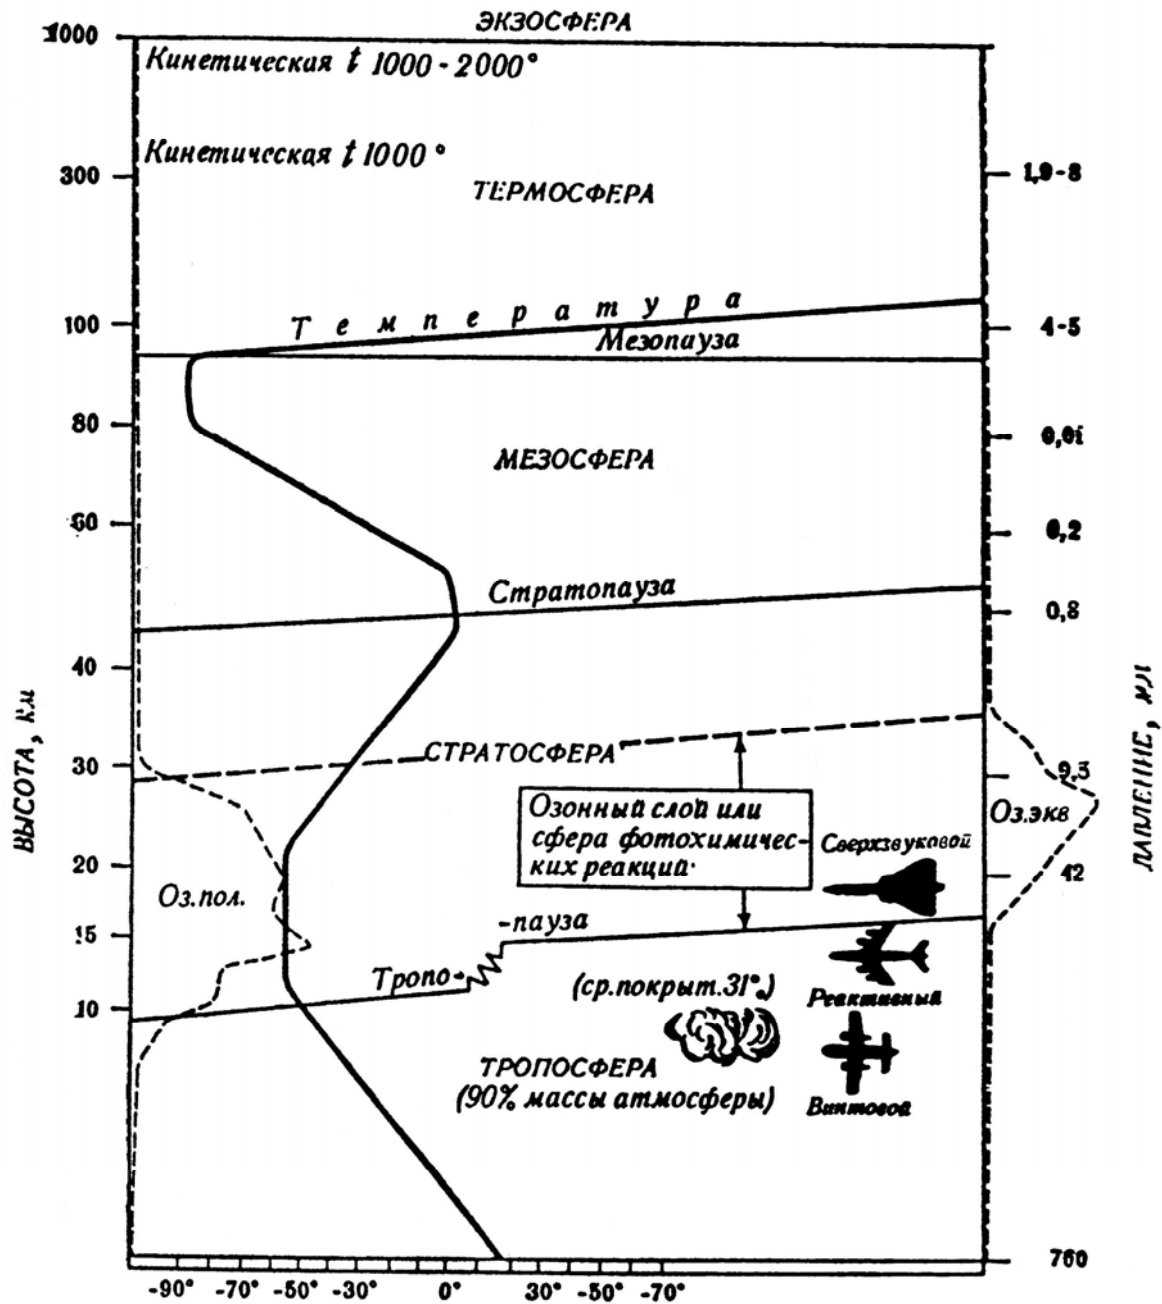 ЭКЗОСФЕРА
1000
Кинетическая t 1000-2000°
Кинетическая t 1000°
300
1,9-8
ТЕРМОСФЕРА
Температура
100
4-5
Мезопауза
80
0,01
МЕЗОСФЕРА
60
0,2
Стратопауза
0,8
40
ВЫСОТА, км
СТРАТОСФЕРА
30
9,3
Озонный слой или
сфера фотохимичес-
ких реакций.
Оз.экв
Сверхзвуковой
20
42
Оз.пол.
-пауза
15
Тропо-
(ср.покрыт.31°.)
Реактивный
10
ТРОПОСФЕРА
(90% массы атмосферы)
Винтовой
760
-90° -70° -50° -30° 0° 30° -50° -70°